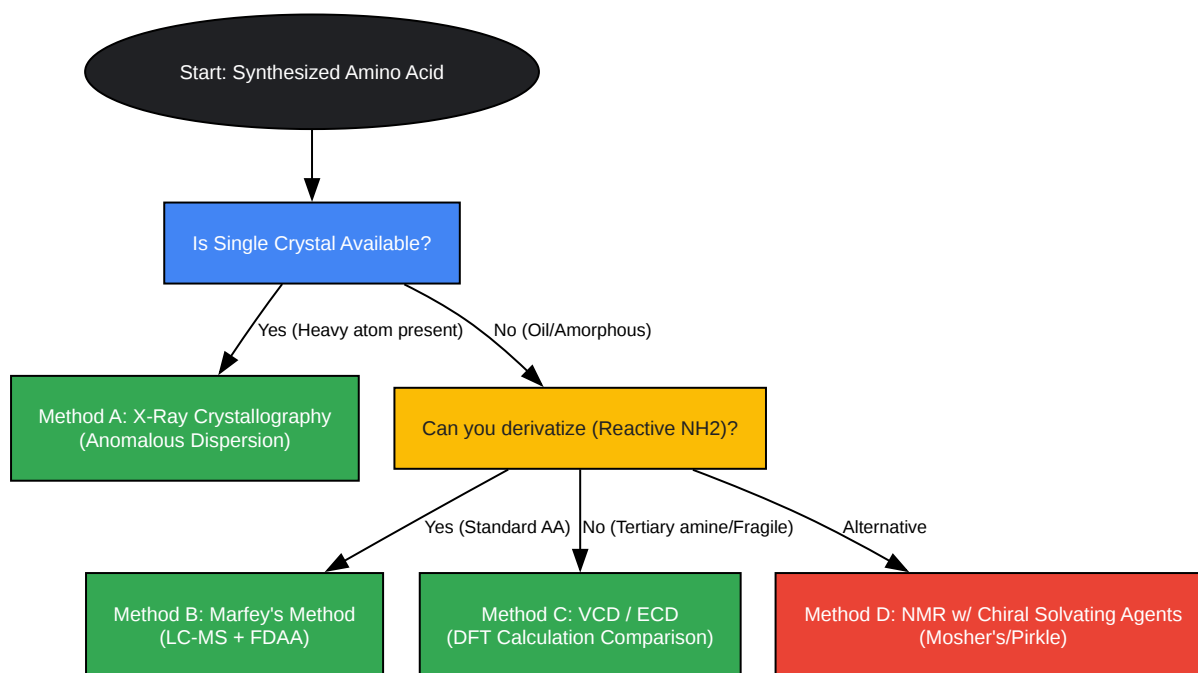 Start: Synthesized Amino Acid
Is Single Crystal Available?
Yes (Heavy atom present)
No (Oil/Amorphous)
Method A: X-Ray Crystallography
(Anomalous Dispersion)
Can you derivatize (Reactive NH2)?
Yes (Standard AA)
No (Tertiary amine/Fragile)
Alternative
Method B: Marfey's Method
(LC-MS + FDAA)
Method C: VCD / ECD
(DFT Calculation Comparison)
Method D: NMR w/ Chiral Solvating Agents
(Mosher's/Pirkle)